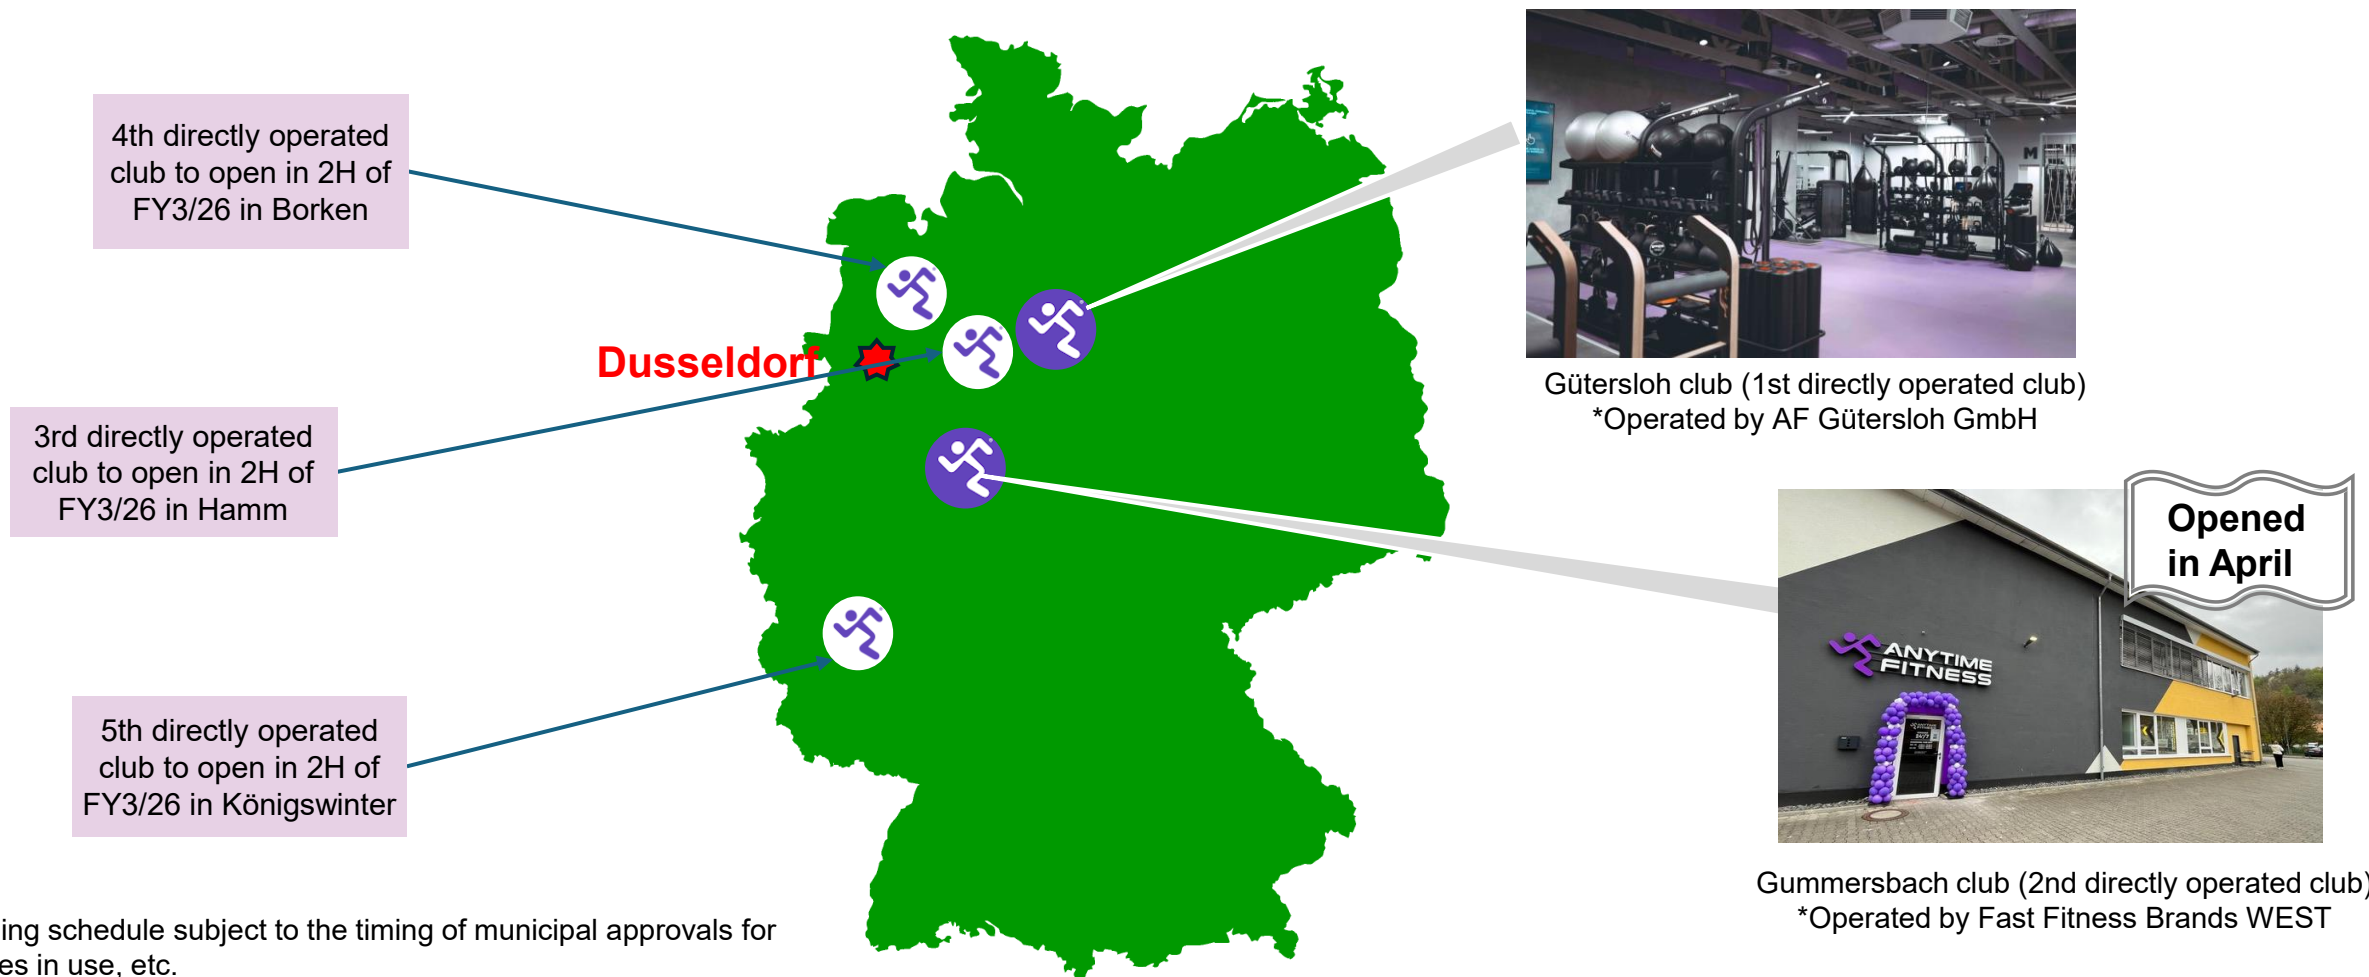 4th directly operated
club to open in 2H of
FY3/26 in Borken
Dusseldorf
3rd directly operated
club to open in 2H of
FY3/26 in Hamm
5th directly operated
club to open in 2H of
FY3/26 in Königswinter
ing schedule subject to the timing of municipal approvals for
es in use, etc.
Gütersloh club (1st directly operated club)
*Operated by AF Gütersloh GmbH
Opened
in April
ANYTIME
FITNESS
Gummersbach club (2nd directly operated club)
*Operated by Fast Fitness Brands WEST